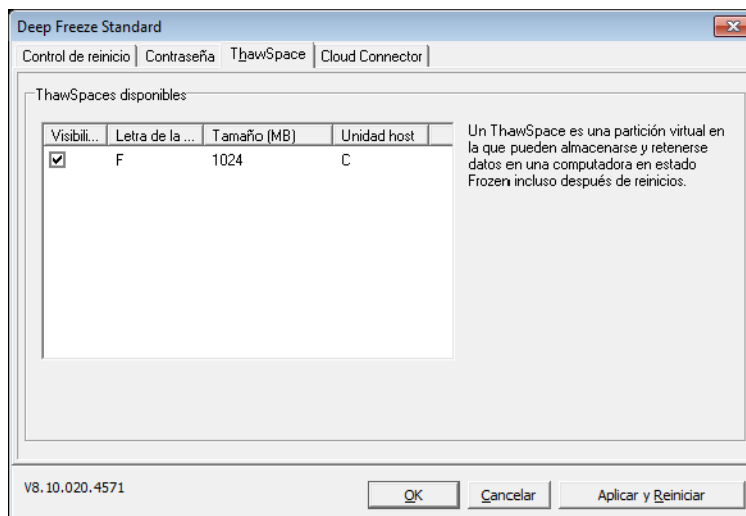 Deep Freeze Standard
Control de reinicio
Contraseña
ThawSpace
Cloud Connector
ThawSpaces disponibles
Visibili... Letra de la ... Tamaño (MB) Unidad host
F 1024 C
Un ThawSpace es una partición virtual en
la que pueden almacenarse y retenerse
datos en una computadora en estado
Frozen incluso después de reinicios.
V8.10.020.4571
OK
Cancelar
Aplicar y Reiniciar